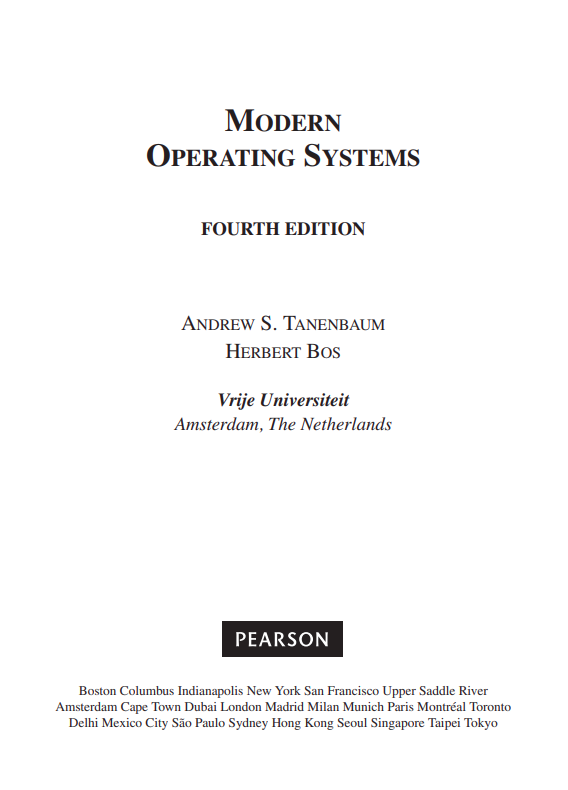 MODERN
OPERATING SYSTEMS
FOURTH EDITION
ANDREW S. TANENBAUM
HERBERT BOS
Vrije Universiteit
Amsterdam, The Netherlands
PEARSON
Boston Columbus Indianapolis New York San Francisco Upper Saddle River
Amsterdam Cape Town Dubai London Madrid Milan Munich Paris Montréal Toronto
Delhi Mexico City São Paulo Sydney Hong Kong Seoul Singapore Taipei Tokyo